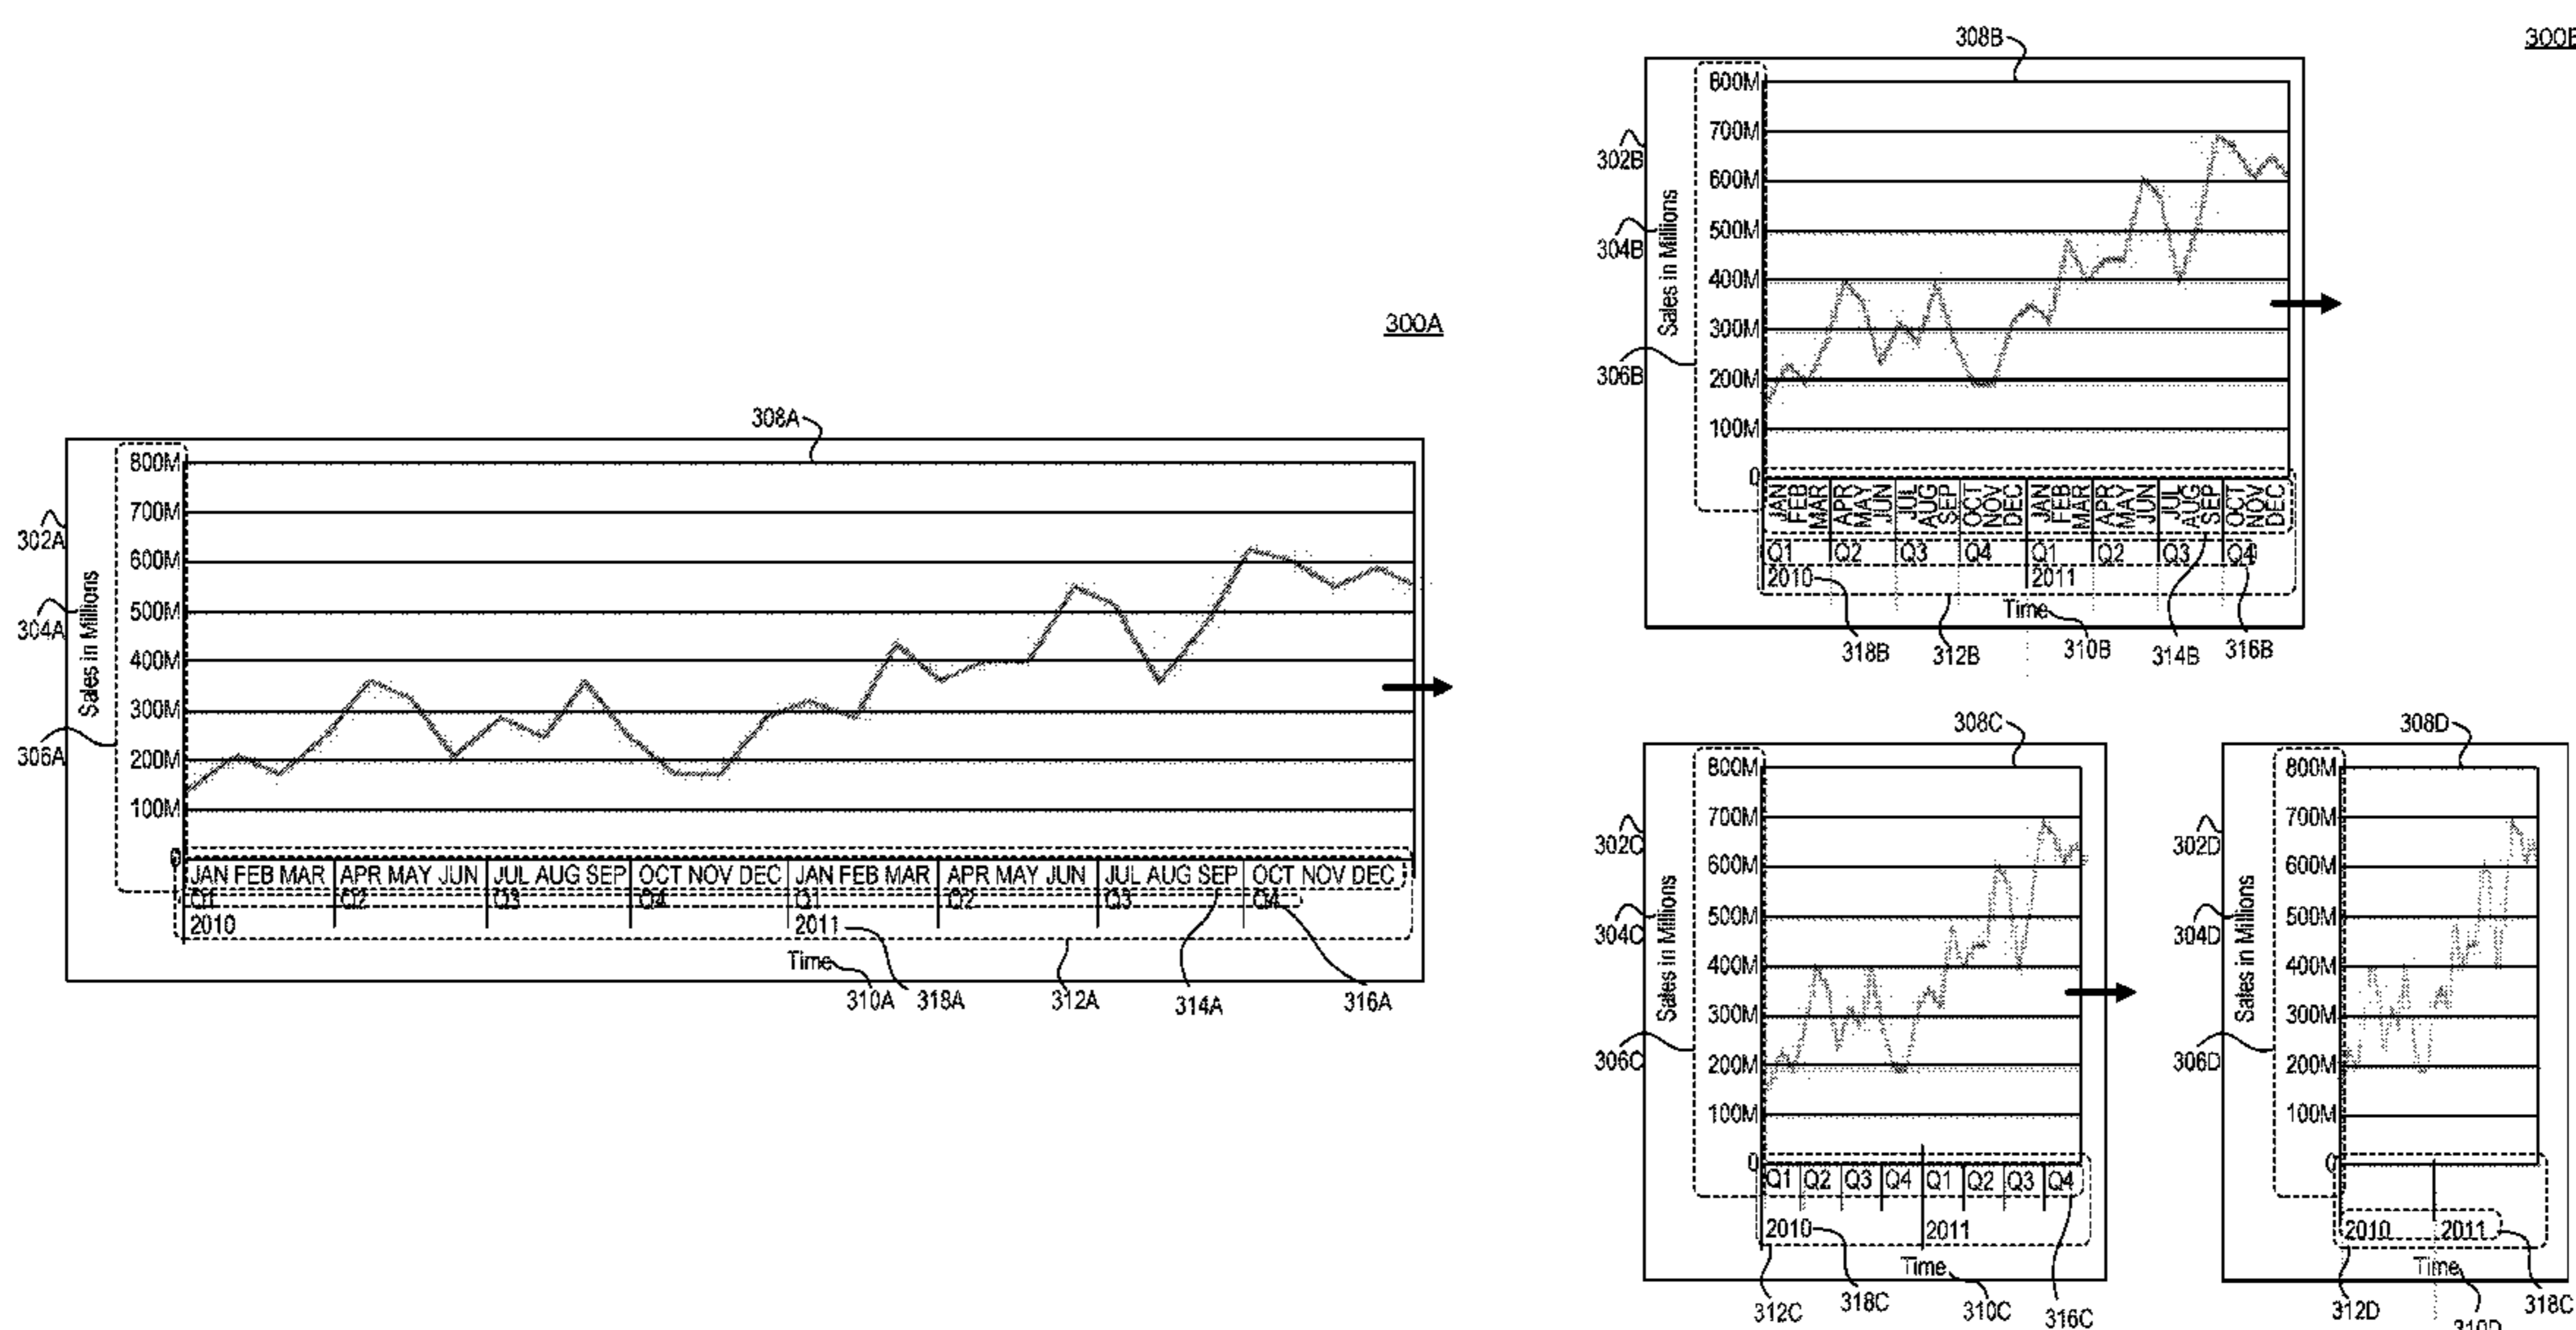 300A
308A
800M
700M
302A
600M
Sales in Millions
500M
304A
400M
300M
306A
200M
100M
0
JAN FEB MAR APR MAY JUN JUL AUG SEP OCT NOV DEC JAN FEB MAR APR MAY JUN JUL AUG SEP OCT NOV DEC
Q1 Q2 Q3 Q4 Q1 Q2 Q3 Q4
2010 2011
Time
310A 318A 312A 314A 316A
308B
800M
700M
302B
600M
Sales in Millions
500M
304B
400M
300M
306B
200M
100M
0
JAN FEB MAR APR MAY JUN JUL AUG SEP OCT NOV DEC JAN FEB MAR APR MAY JUN JUL AUG SEP OCT NOV DEC
Q1 Q2 Q3 Q4 Q1 Q2 Q3 Q4
2010 2011
Time
318B 312B 310B 314B 316B
308C
800M
700M
302C
600M
Sales in Millions
500M
304C
400M
300M
306C
200M
100M
0
Q1 Q2 Q3 Q4 Q1 Q2 Q3 Q4
2010 2011
Time
312C 318C 310C 316C
308D
800M
700M
302D
600M
Sales in Millions
500M
304D
400M
300M
306D
200M
100M
0
2010 2011
Time
312D 318C